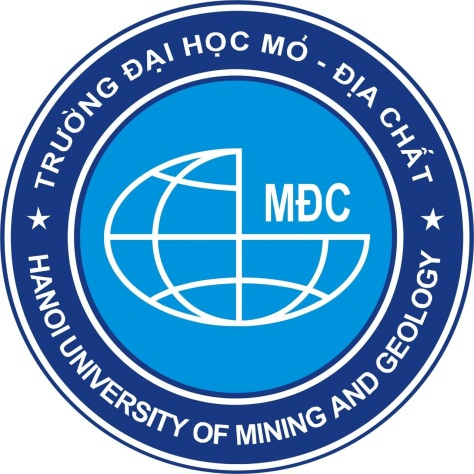 TRƯỜNG ĐẠI HỌC MỎ - ĐỊA CHẤT
MĐC
HANOI UNIVERSITY OF MINING AND GEOLOGY